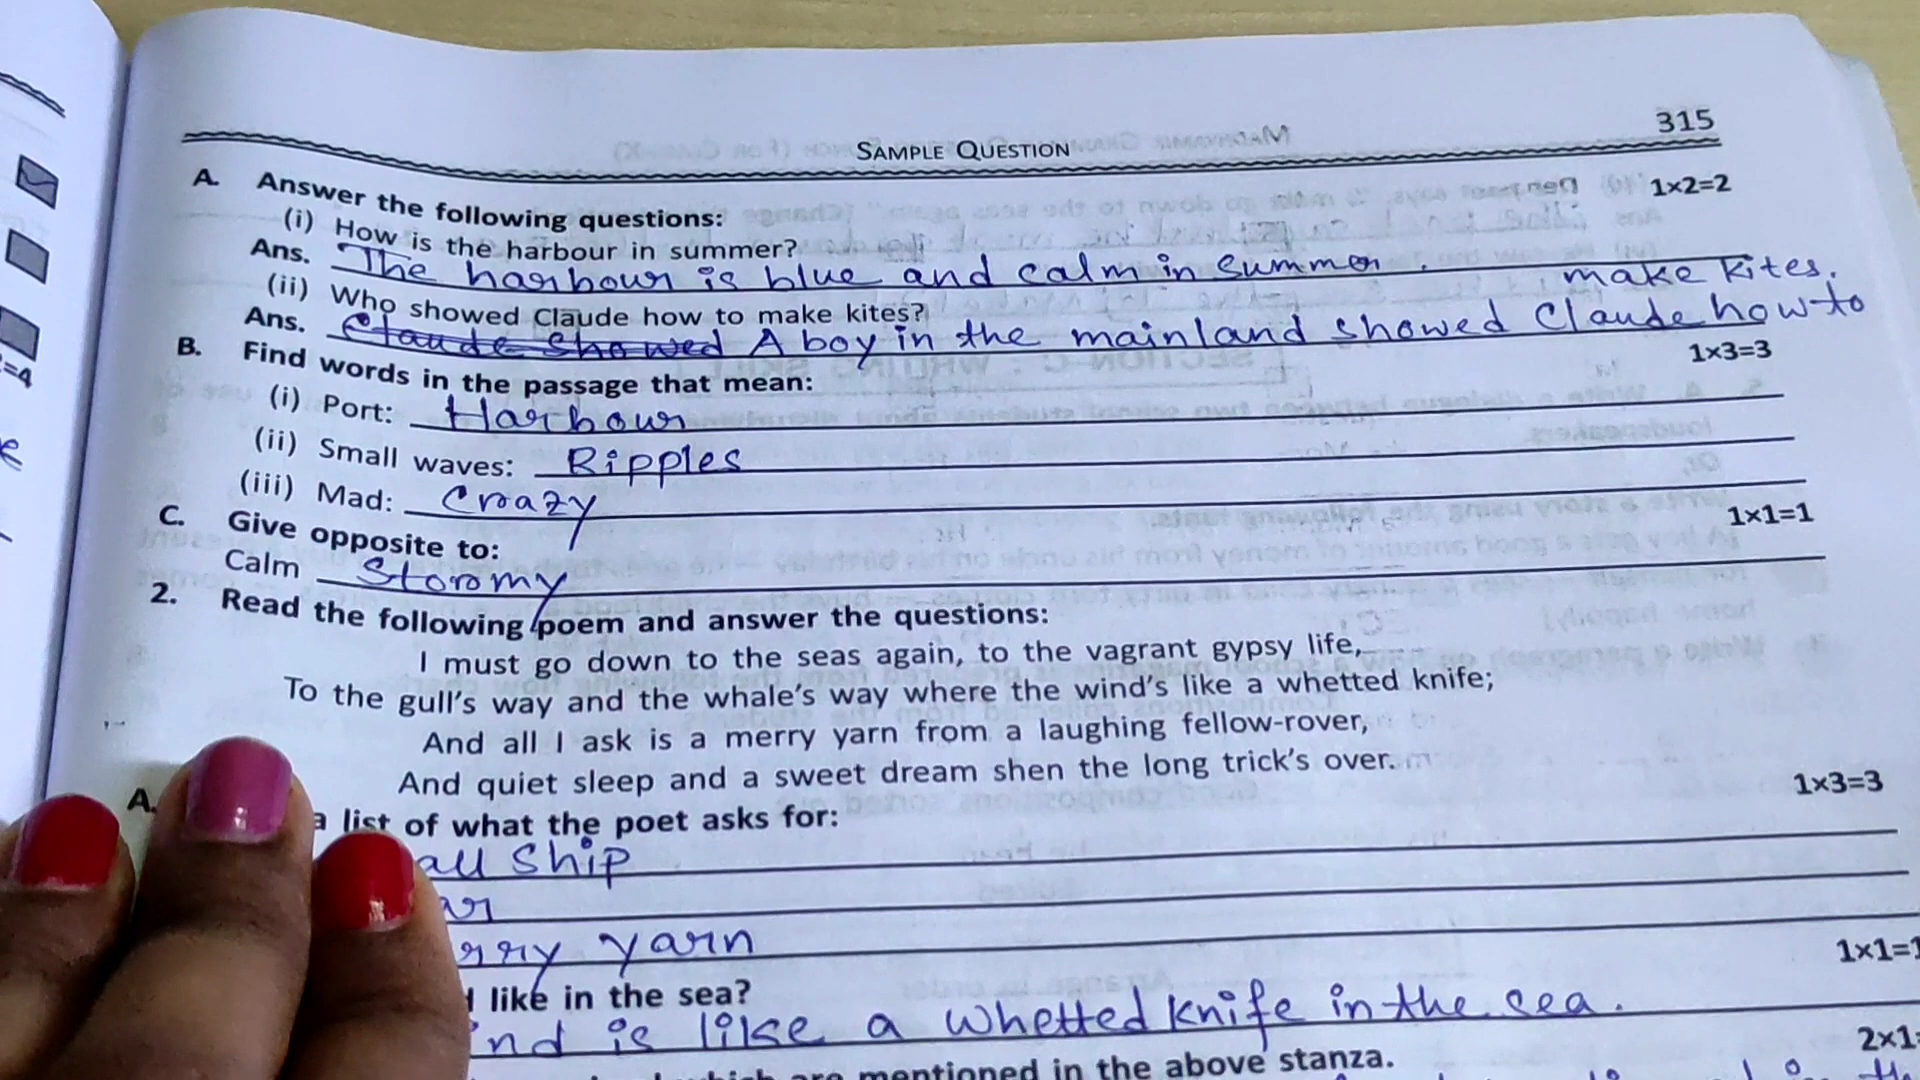 315
SAMPLE QUESTION
A. Answer the following questions: 1×2=2
(i) How is the harbour in summer?
Ans. The harbour is blue and calm in summer.
(ii) Who showed Claude how to make kites?
make kites.
Ans. Claude showed A boy in the mainland showed Claude how to
B. Find words in the passage that mean: 1×3=3
(i) Port: Harbour
(ii) Small waves: Ripples
(iii) Mad: Crazy
C. Give opposite to: 1×1=1
Calm Stormy
2. Read the following poem and answer the questions:
I must go down to the seas again, to the vagrant gypsy life,
To the gull's way and the whale's way where the wind's like a whetted knife;
And all I ask is a merry yarn from a laughing fellow-rover,
And quiet sleep and a sweet dream shen the long trick's over.
A. a list of what the poet asks for: 1×3=3
all ship
ar
rry yarn
like in the sea? 1×1=1
nd is like a whetted knife in the sea.
which are mentioned in the above stanza. 2×1=